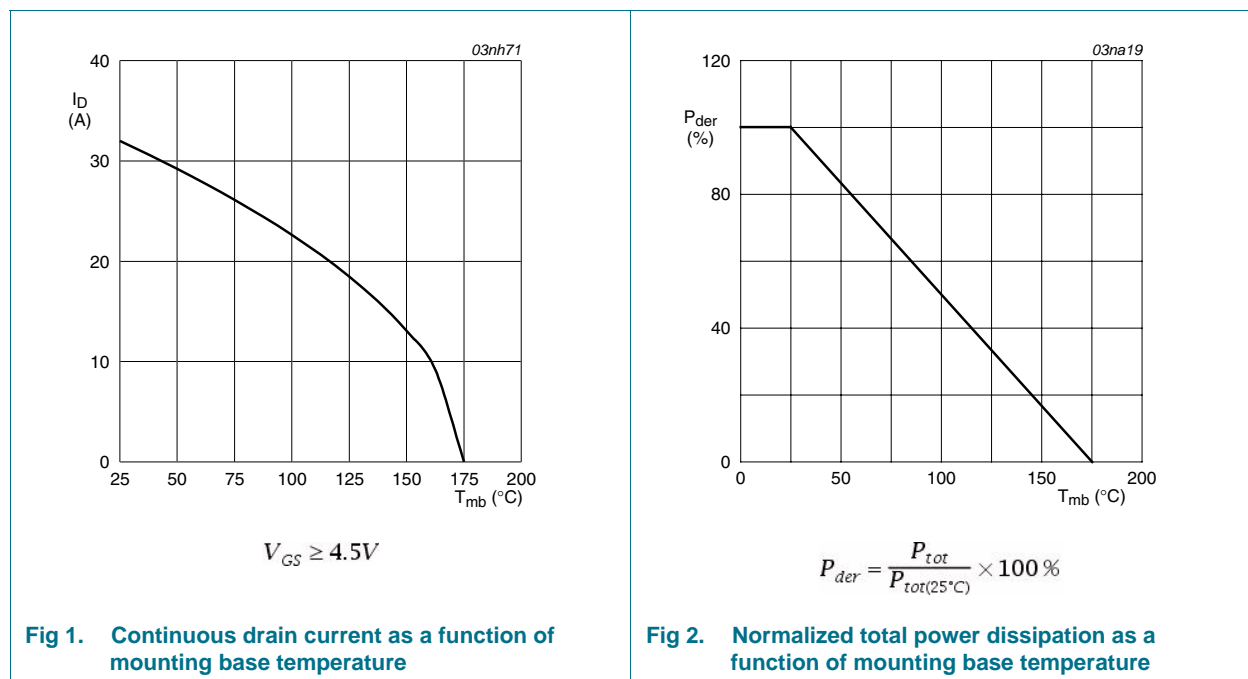 03nh71
40
30
20
10
0
I_D
(A)
25 50 75 100 125 150 175 200
T_mb (°C)
V_GS ≥ 4.5V
Fig 1. Continuous drain current as a function of
mounting base temperature
03na19
120
80
40
0
P_der
(%)
0 50 100 150 200
T_mb (°C)
P_der = P_tot / P_tot(25°C) × 100 %
Fig 2. Normalized total power dissipation as a
function of mounting base temperature